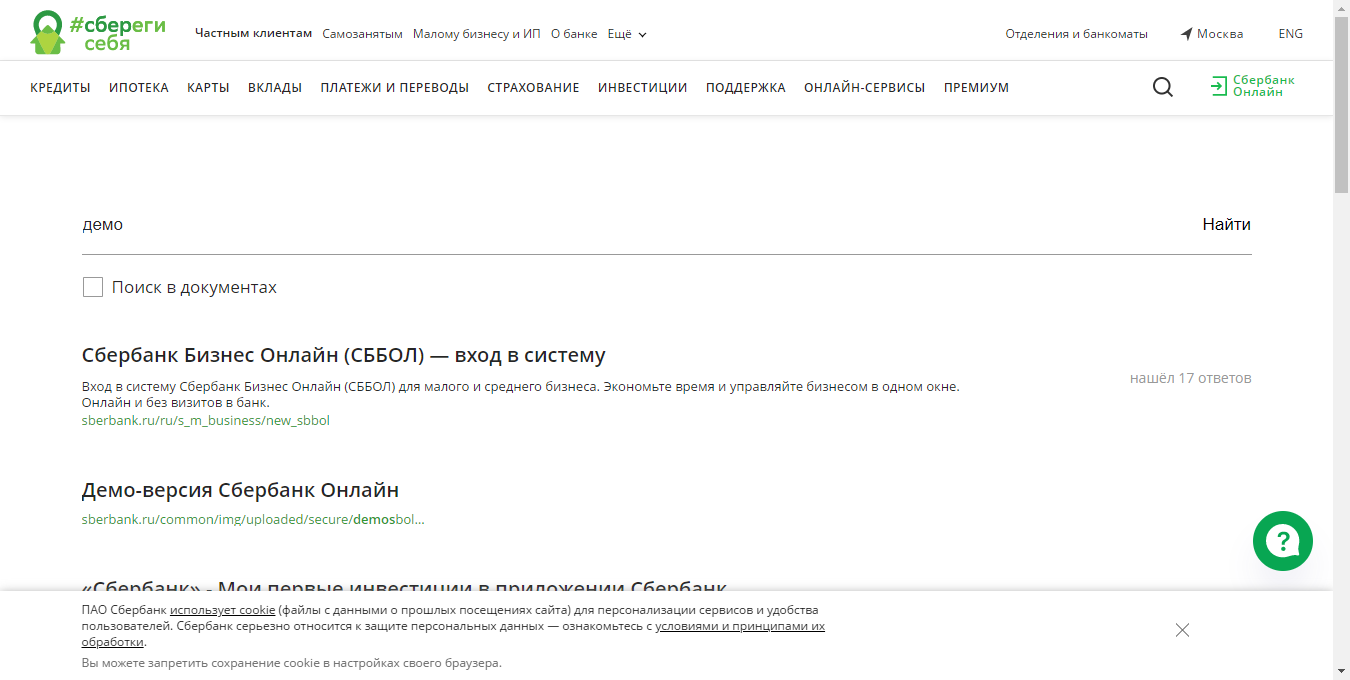 #сбереги
себя
Частным клиентам Самозанятым Малому бизнесу и ИП О банке Ещё
Отделения и банкоматы Москва ENG
КРЕДИТЫ ИПОТЕКА КАРТЫ ВКЛАДЫ ПЛАТЕЖИ И ПЕРЕВОДЫ СТРАХОВАНИЕ ИНВЕСТИЦИИ ПОДДЕРЖКА ОНЛАЙН-СЕРВИСЫ ПРЕМИУМ
Сбербанк
Онлайн
демо
Найти
Поиск в документах
Сбербанк Бизнес Онлайн (СББОЛ) — вход в систему
нашёл 17 ответов
Вход в систему Сбербанк Бизнес Онлайн (СББОЛ) для малого и среднего бизнеса. Экономьте время и управляйте бизнесом в одном окне.
Онлайн и без визитов в банк.
sberbank.ru/ru/s_m_business/new_sbbol
Демо-версия Сбербанк Онлайн
sberbank.ru/common/img/uploaded/secure/demosbol...
«Сбербанк» - Мои первые инвестиции в приложении Сбербанк
ПАО Сбербанк использует cookie (файлы с данными о прошлых посещениях сайта) для персонализации сервисов и удобства
пользователей. Сбербанк серьезно относится к защите персональных данных — ознакомьтесь с условиями и принципами их
обработки.
Вы можете запретить сохранение cookie в настройках своего браузера.